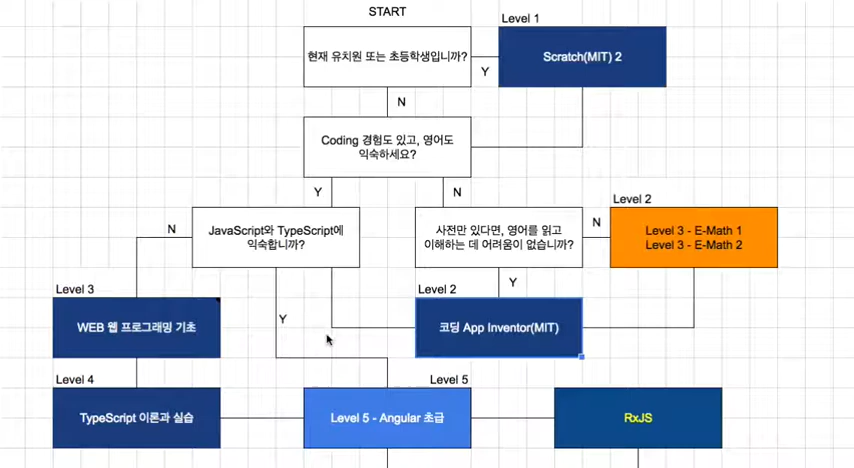 START
Level 1
현재 유치원 또는 초등학생입니까?
Y
Scratch(MIT) 2
N
Coding 경험도 있고, 영어도
익숙하세요?
Y
N
Level 2
N
JavaScript와 TypeScript에
익숙합니까?
사전만 있다면, 영어를 읽고
이해하는 데 어려움이 없습니까?
N
Level 3 - E-Math 1
Level 3 - E-Math 2
Y
Level 3
Level 2
WEB 웹 프로그래밍 기초
Y
코딩 App Inventor(MIT)
Level 4
Level 5
TypeScript 이론과 실습
Level 5 - Angular 초급
RxJS